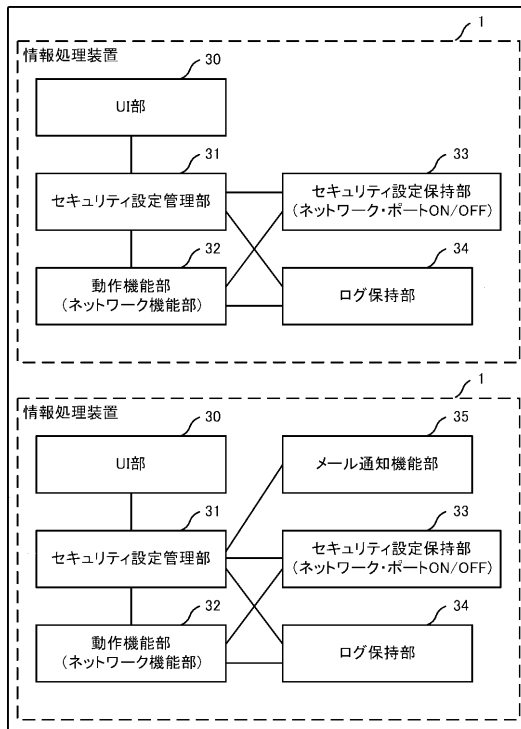 1
情報処理装置
30
UI部
31
セキュリティ設定管理部
33
セキュリティ設定保持部
(ネットワーク・ポートON/OFF)
32
動作機能部
(ネットワーク機能部)
34
ログ保持部
1
情報処理装置
30
UI部
35
メール通知機能部
31
セキュリティ設定管理部
33
セキュリティ設定保持部
(ネットワーク・ポートON/OFF)
32
動作機能部
(ネットワーク機能部)
34
ログ保持部